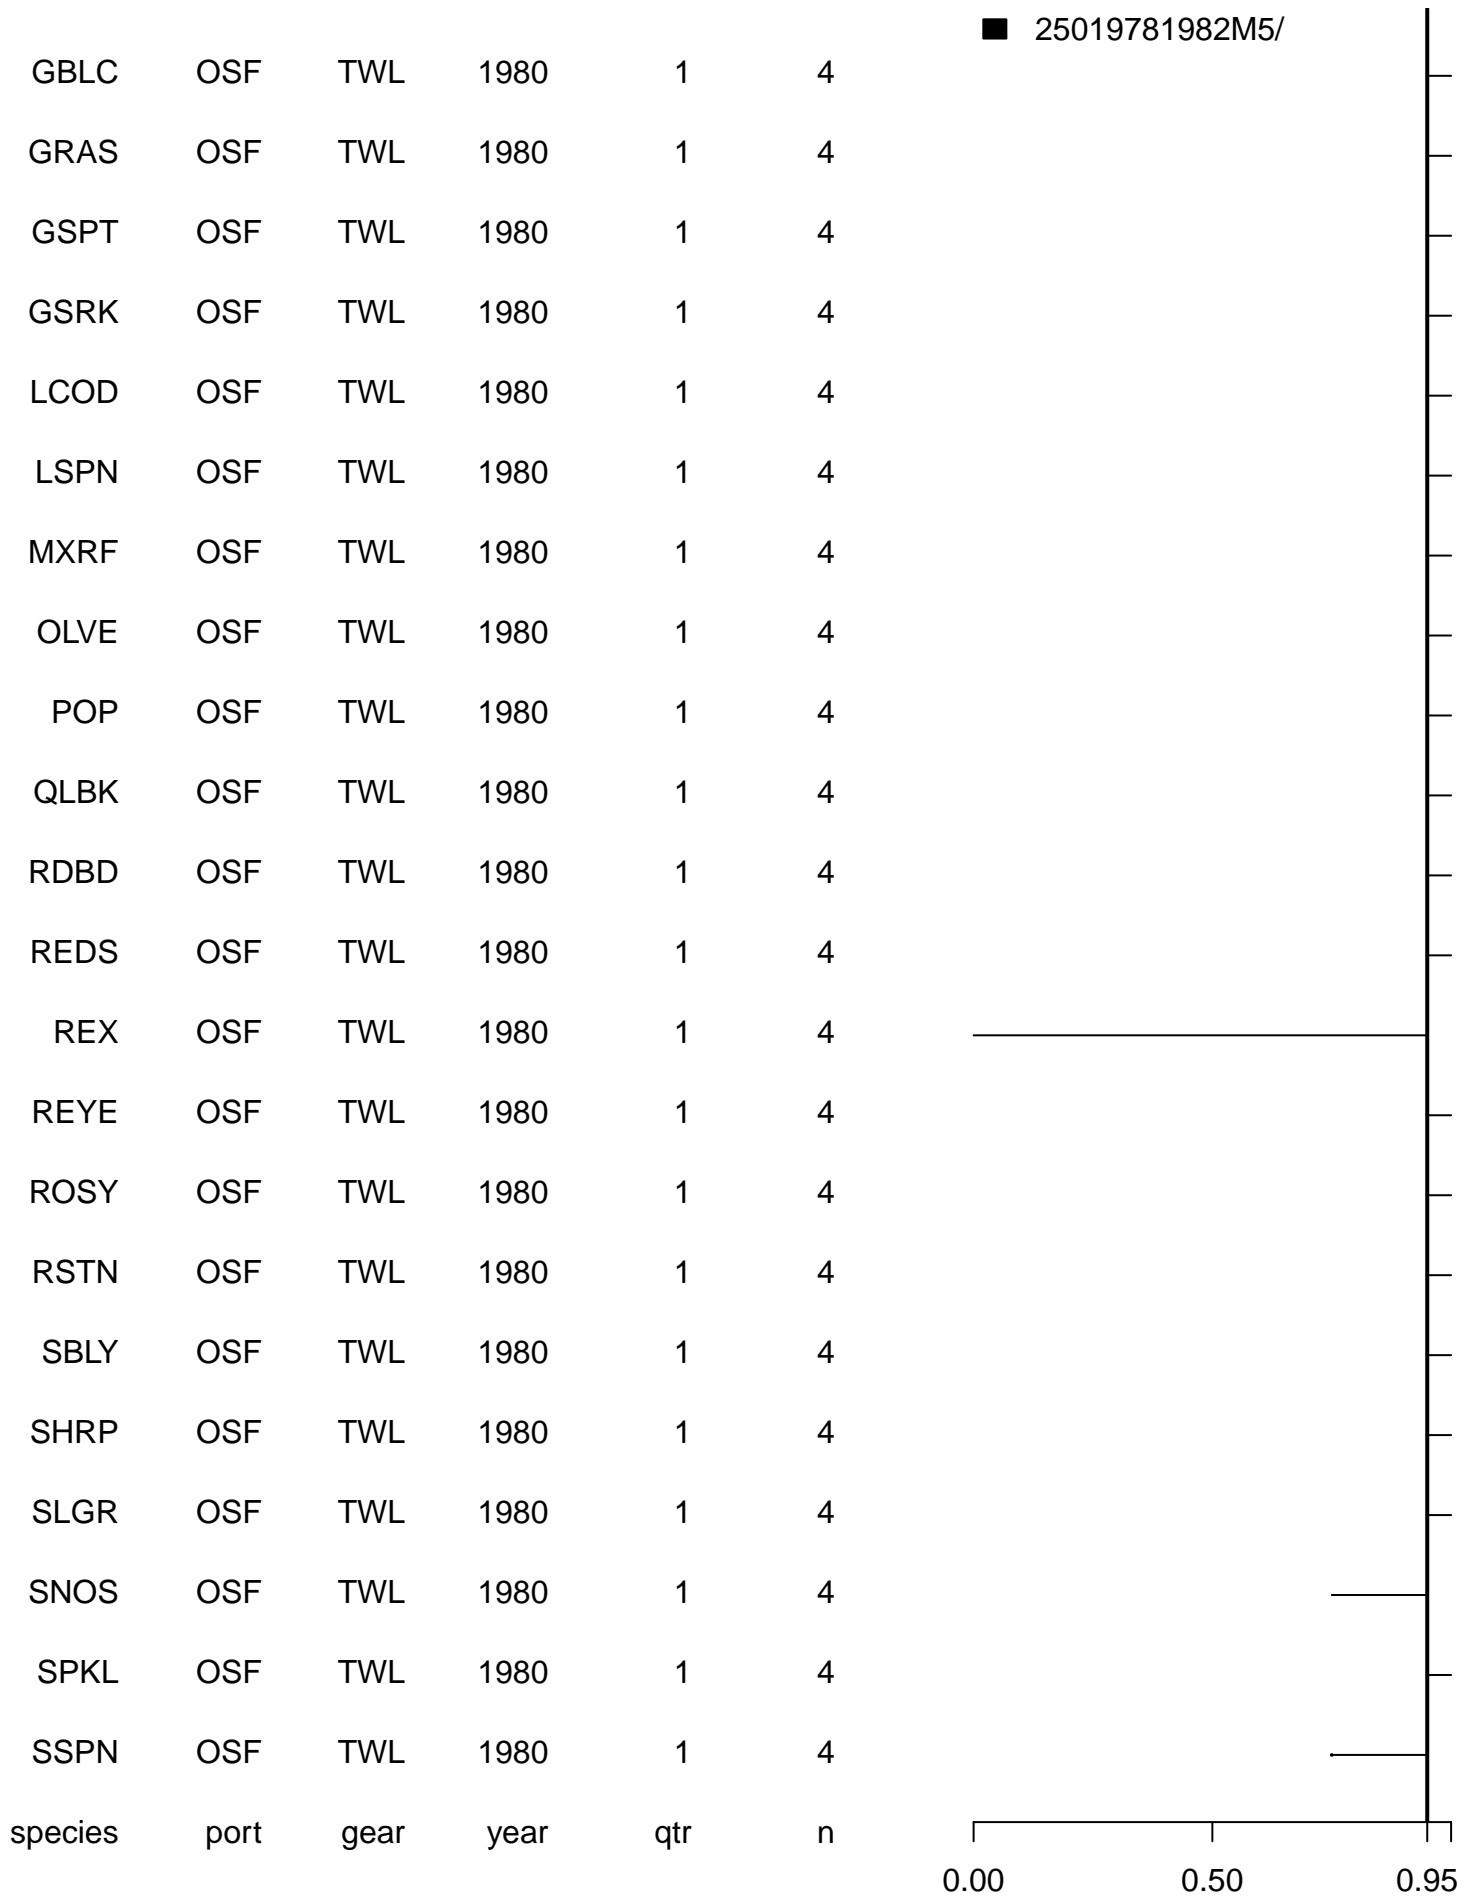 25019781982M5/
GBLC OSF TWL 1980 1 4
GRAS OSF TWL 1980 1 4
GSPT OSF TWL 1980 1 4
GSRK OSF TWL 1980 1 4
LCOD OSF TWL 1980 1 4
LSPN OSF TWL 1980 1 4
MXRF OSF TWL 1980 1 4
OLVE OSF TWL 1980 1 4
POP OSF TWL 1980 1 4
QLBK OSF TWL 1980 1 4
RDBD OSF TWL 1980 1 4
REDS OSF TWL 1980 1 4
REX OSF TWL 1980 1 4
REYE OSF TWL 1980 1 4
ROSY OSF TWL 1980 1 4
RSTN OSF TWL 1980 1 4
SBLY OSF TWL 1980 1 4
SHRP OSF TWL 1980 1 4
SLGR OSF TWL 1980 1 4
SNOS OSF TWL 1980 1 4
SPKL OSF TWL 1980 1 4
SSPN OSF TWL 1980 1 4
species port gear year qtr n
0.00 0.50 0.95